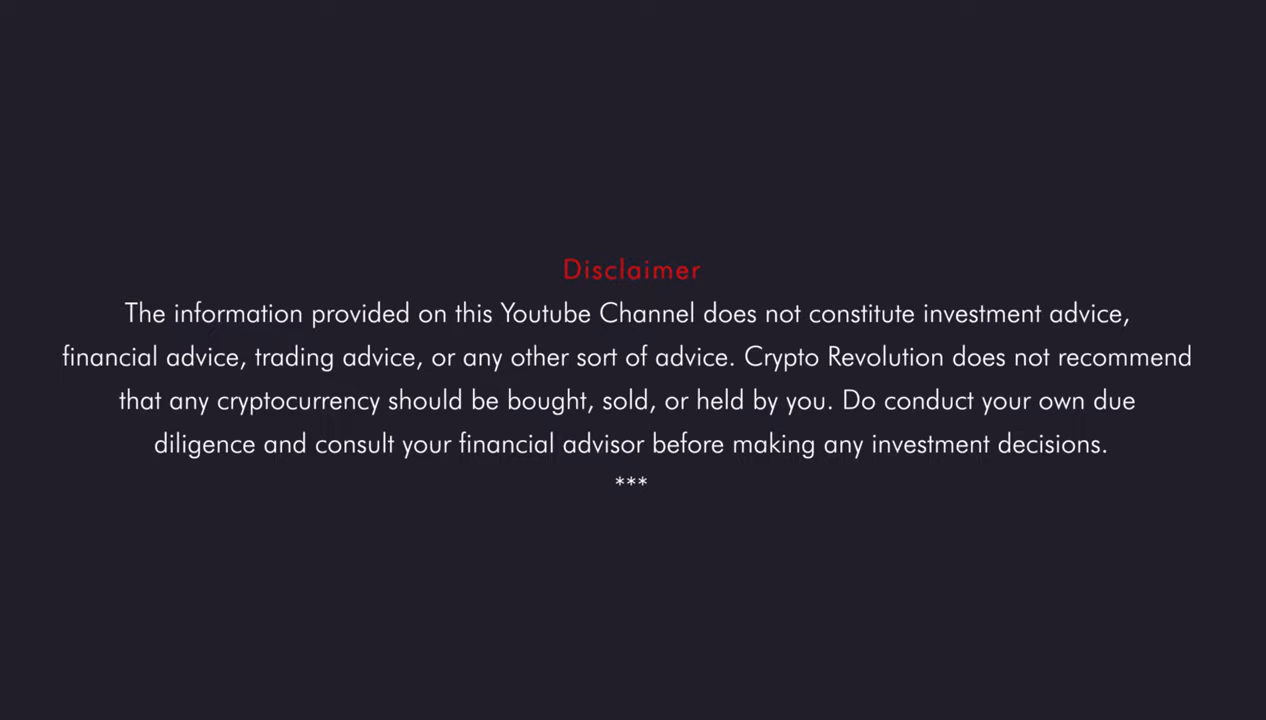 Disclaimer
The information provided on this Youtube Channel does not constitute investment advice,
financial advice, trading advice, or any other sort of advice. Crypto Revolution does not recommend
that any cryptocurrency should be bought, sold, or held by you. Do conduct your own due
diligence and consult your financial advisor before making any investment decisions.
***